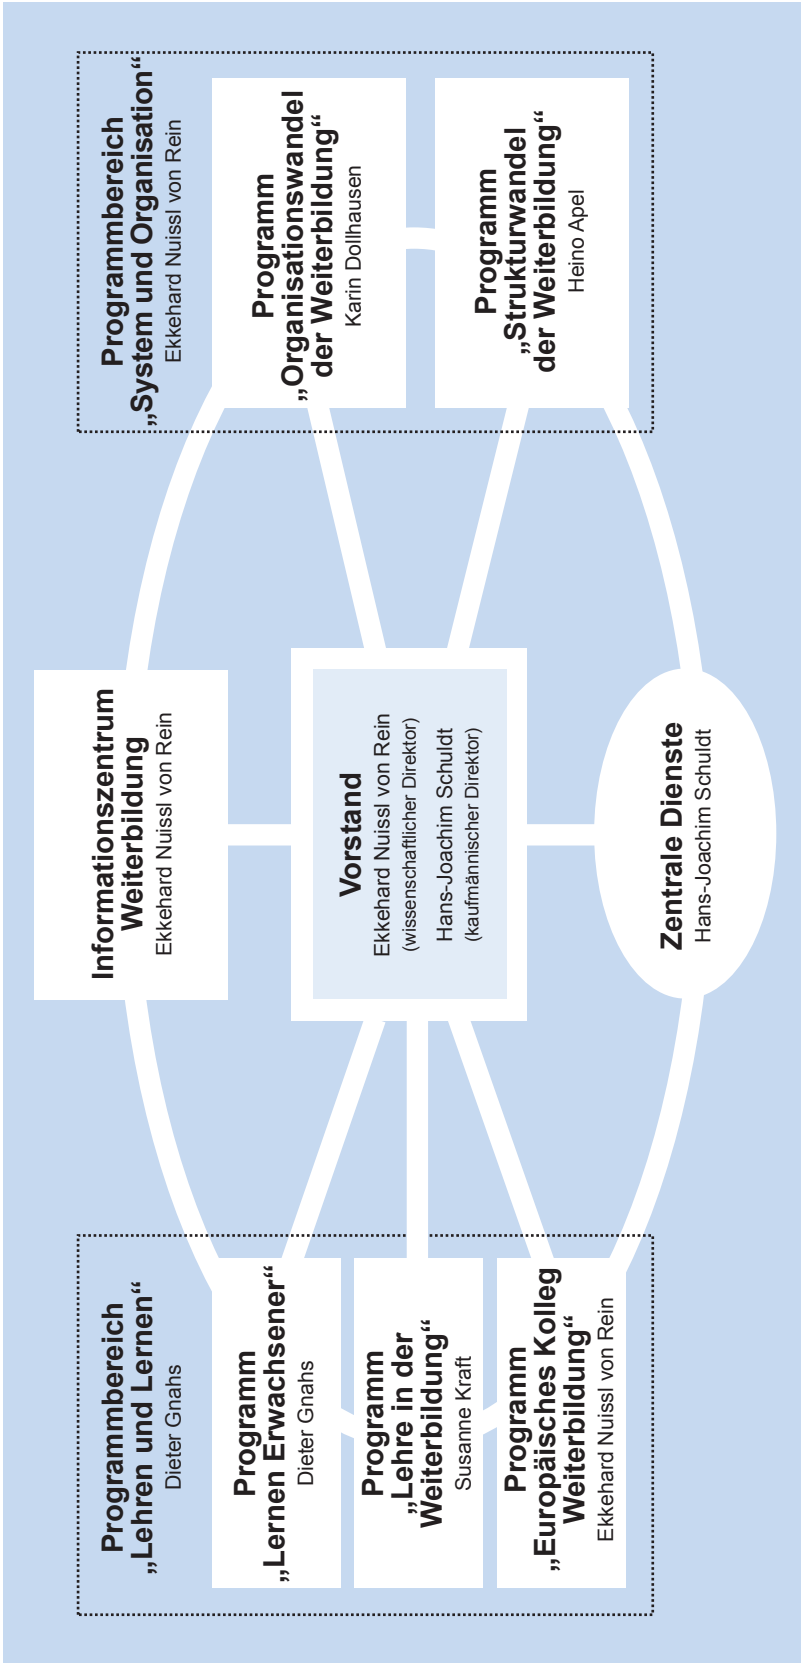 Programmbereich
„Lehren und Lernen“
Dieter Gnahs
Programm
„Lernen Erwachsener“
Dieter Gnahs
Programm
„Lehre in der
Weiterbildung“
Susanne Kraft
Programm
„Europäisches Kolleg
Weiterbildung“
Ekkehard Nuissl von Rein
Informationszentrum
Weiterbildung
Ekkehard Nuissl von Rein
Vorstand
Ekkehard Nuissl von Rein
(wissenschaftlicher Direktor)
Hans-Joachim Schuldt
(kaufmännischer Direktor)
Zentrale Dienste
Hans-Joachim Schuldt
Programmbereich
„System und Organisation“
Ekkehard Nuissl von Rein
Programm
„Organisationswandel
der Weiterbildung“
Karin Dollhausen
Programm
„Strukturwandel
der Weiterbildung“
Heino Apel